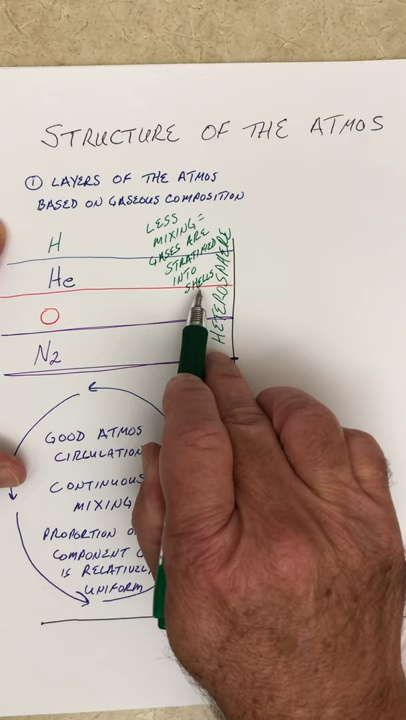 STRUCTURE OF THE ATMOS
① LAYERS OF THE ATMOS
BASED ON GASEOUS COMPOSITION
H
He
O
N2
LESS
MIXING =
GASES ARE
STRATIFIED
INTO
SHELLS
HETEROSPHERE
GOOD ATMOS
CIRCULATION
CONTINUOUS
MIXING
PROPORTION
COMPONENT
IS RELATIVELY
UNIFORM